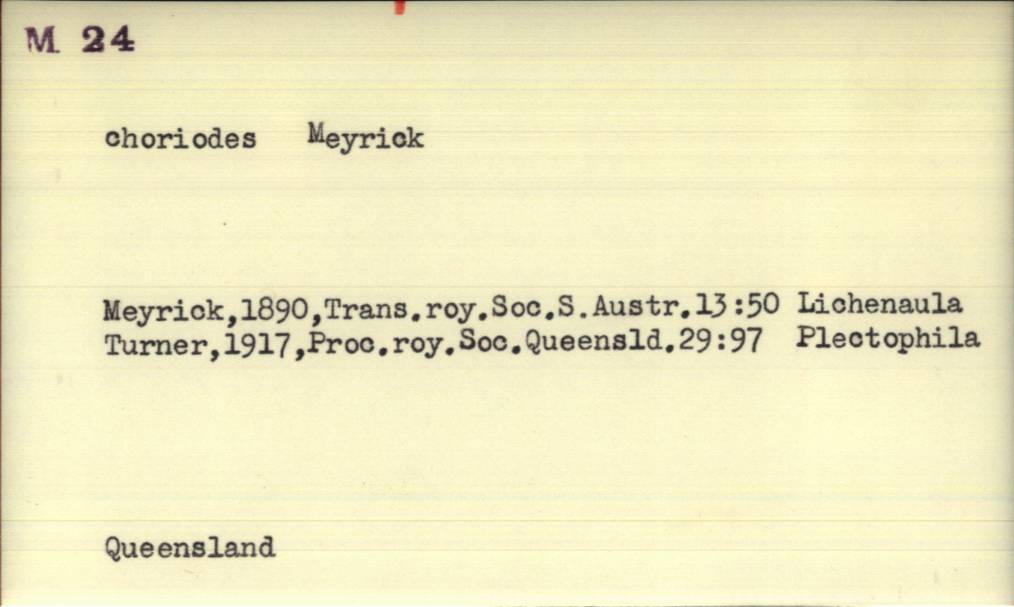 M 24
choriodes Meyrick
Meyrick,1890,Trans.roy.Soc.S.Austr.13:50 Lichenaula
Turner,1917,Proc.roy.Soc.Queensld.29:97 Plectophila
Queensland